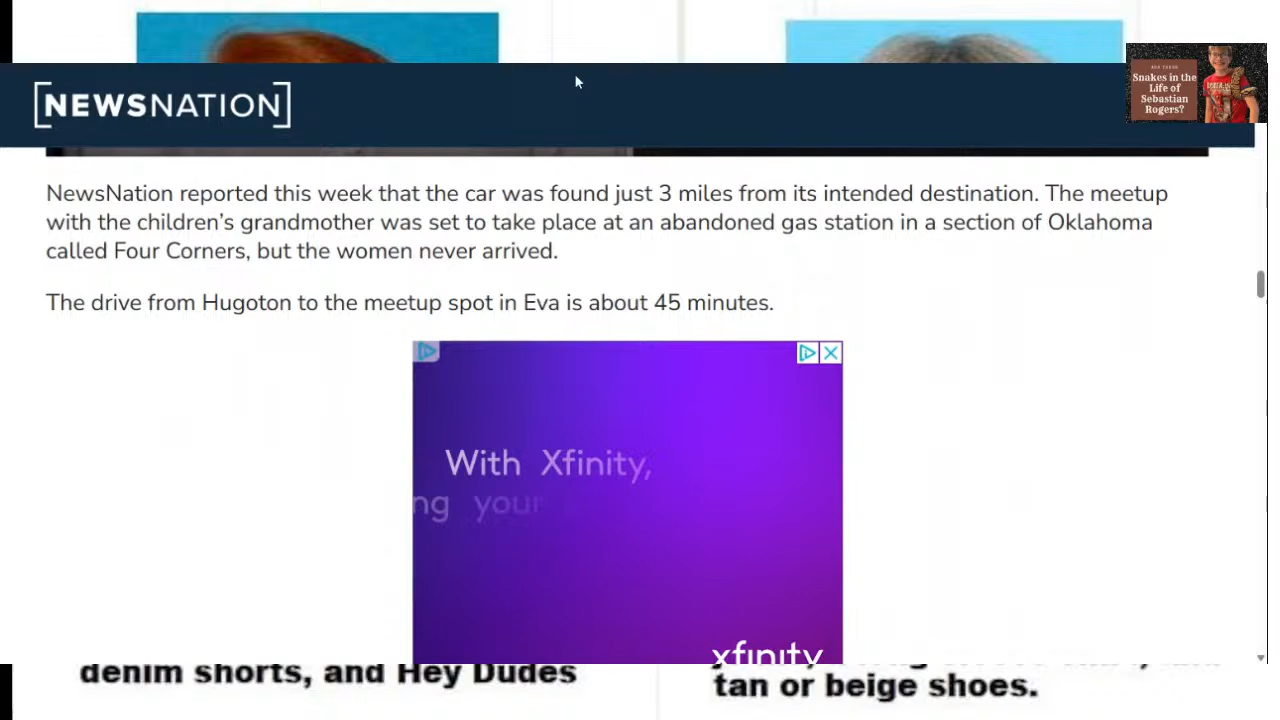 [NEWSNATION]
ARE THERE
Snakes in the
Life of
Sebastian
Rogers?
NewsNation reported this week that the car was found just 3 miles from its intended destination. The meetup
with the children’s grandmother was set to take place at an abandoned gas station in a section of Oklahoma
called Four Corners, but the women never arrived.
The drive from Hugoton to the meetup spot in Eva is about 45 minutes.
With Xfinity,
ng your
xfinity
denim shorts, and Hey Dudes
tan or beige shoes.